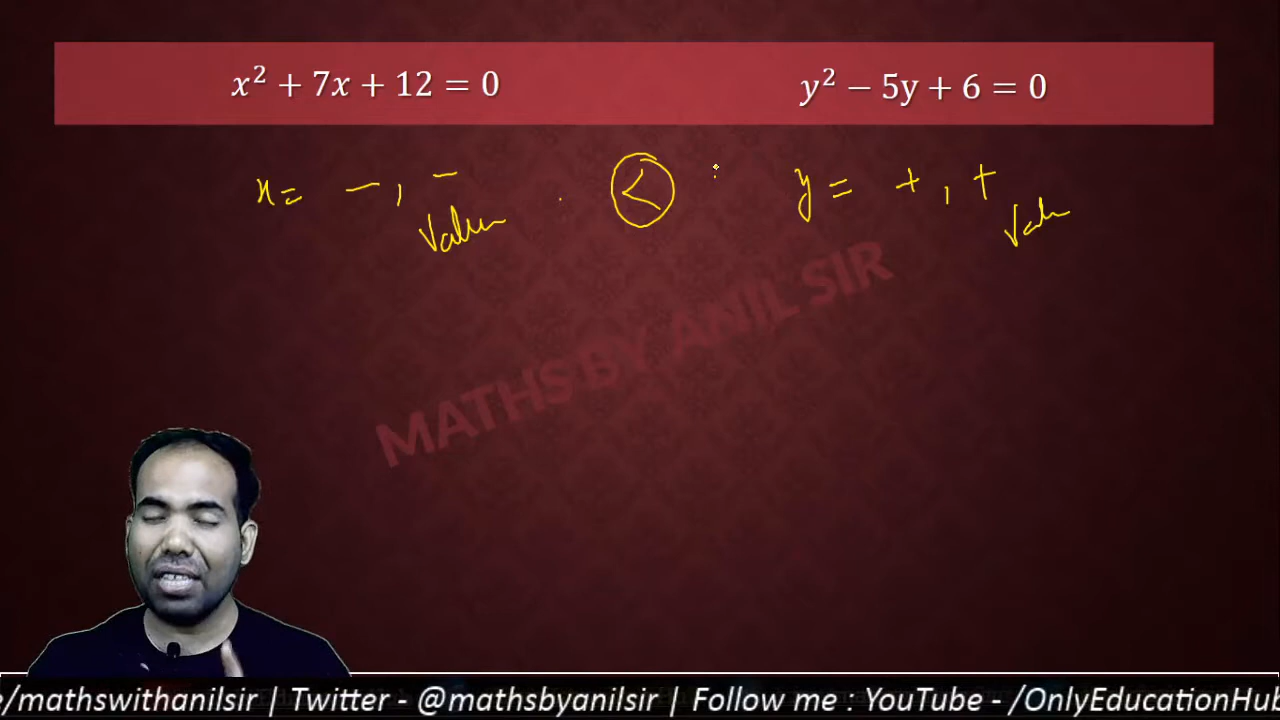 x² + 7x + 12 = 0
y² − 5y + 6 = 0
x = −, −
<
y = +, +
Value
MATHS BY ANIL SIR
e/mathswithanilsir | Twitter - @mathsbyanilsir | Follow me : YouTube - /OnlyEducationHub